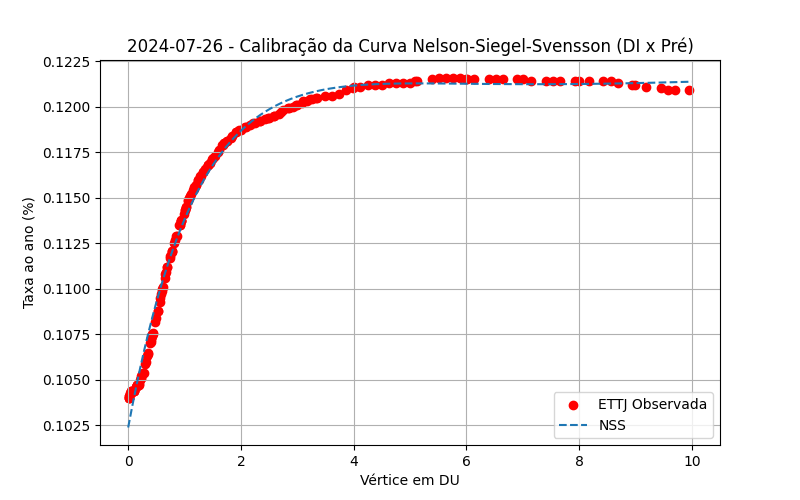 2024-07-26 - Calibração da Curva Nelson-Siegel-Svensson (DI x Pré)
0.1225
0.1200
0.1175
0.1150
0.1125
0.1100
0.1075
0.1050
0.1025
Taxa ao ano (%)
ETTJ Observada
NSS
0 2 4 6 8 10
Vértice em DU